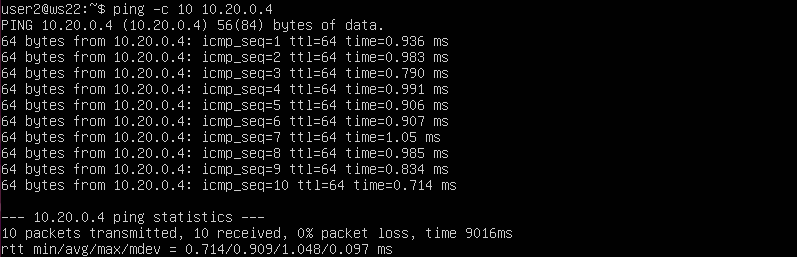 user2@ws22:~$ ping -c 10 10.20.0.4
PING 10.20.0.4 (10.20.0.4) 56(84) bytes of data.
64 bytes from 10.20.0.4: icmp_seq=1 ttl=64 time=0.936 ms
64 bytes from 10.20.0.4: icmp_seq=2 ttl=64 time=0.983 ms
64 bytes from 10.20.0.4: icmp_seq=3 ttl=64 time=0.790 ms
64 bytes from 10.20.0.4: icmp_seq=4 ttl=64 time=0.991 ms
64 bytes from 10.20.0.4: icmp_seq=5 ttl=64 time=0.906 ms
64 bytes from 10.20.0.4: icmp_seq=6 ttl=64 time=0.907 ms
64 bytes from 10.20.0.4: icmp_seq=7 ttl=64 time=1.05 ms
64 bytes from 10.20.0.4: icmp_seq=8 ttl=64 time=0.985 ms
64 bytes from 10.20.0.4: icmp_seq=9 ttl=64 time=0.834 ms
64 bytes from 10.20.0.4: icmp_seq=10 ttl=64 time=0.714 ms
--- 10.20.0.4 ping statistics ---
10 packets transmitted, 10 received, 0% packet loss, time 9016ms
rtt min/avg/max/mdev = 0.714/0.909/1.048/0.097 ms